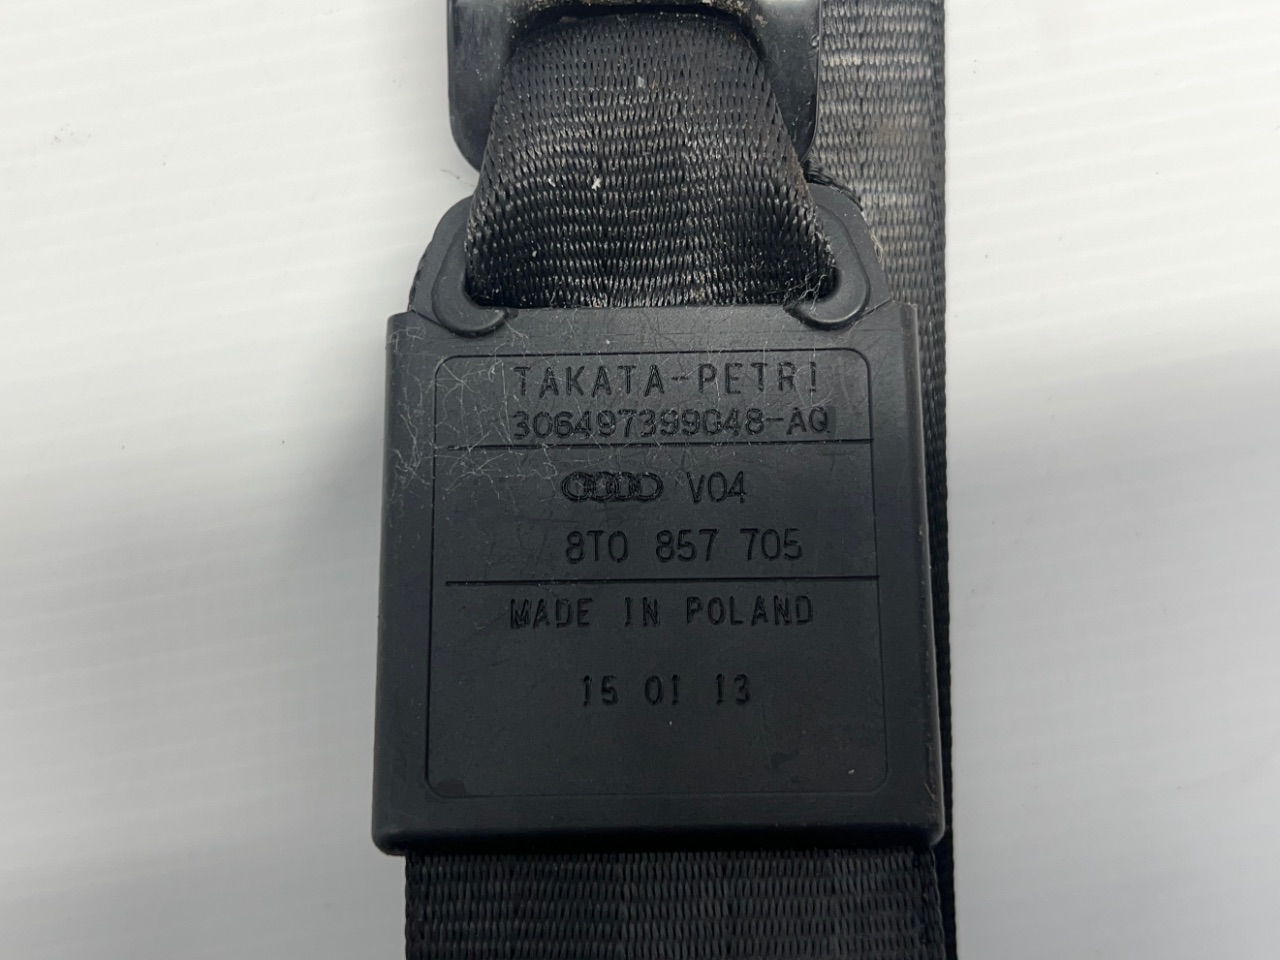 TAKATA-PETRI
306497399G48-AQ
V04
8T0 857 705
MADE IN POLAND
15 01 13